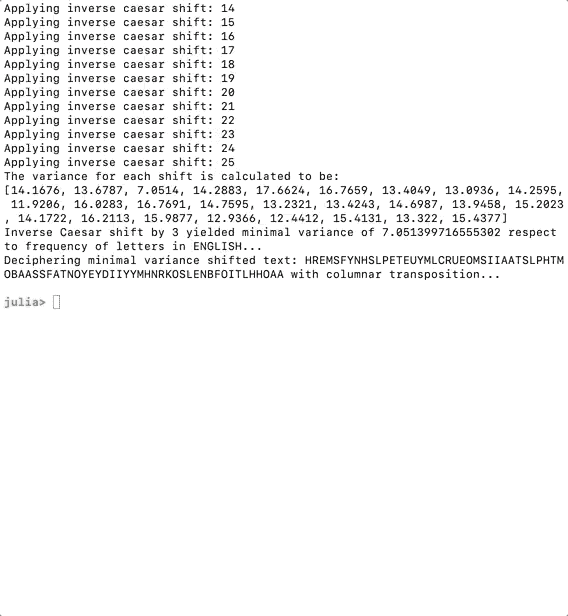 Applying inverse caesar shift: 14
Applying inverse caesar shift: 15
Applying inverse caesar shift: 16
Applying inverse caesar shift: 17
Applying inverse caesar shift: 18
Applying inverse caesar shift: 19
Applying inverse caesar shift: 20
Applying inverse caesar shift: 21
Applying inverse caesar shift: 22
Applying inverse caesar shift: 23
Applying inverse caesar shift: 24
Applying inverse caesar shift: 25
The variance for each shift is calculated to be:
[14.1676, 13.6787, 7.0514, 14.2883, 17.6624, 16.7659, 13.4049, 13.0936, 14.2595,
 11.9206, 16.0283, 16.7691, 14.7595, 13.2321, 13.4243, 14.6987, 13.9458, 15.2023
, 14.1722, 16.2113, 15.9877, 12.9366, 12.4412, 15.4131, 13.322, 15.4377]
Inverse Caesar shift by 3 yielded minimal variance of 7.051399716555302 respect
to frequency of letters in ENGLISH...
Deciphering minimal variance shifted text: HREMSFYNHSLPETEUYMLCRUEOMSIIAATSLPHTM
OBAASSFATNOYEYDIIYYMHNRKOSLENBFOITLHHOAA with columnar transposition...
julia>